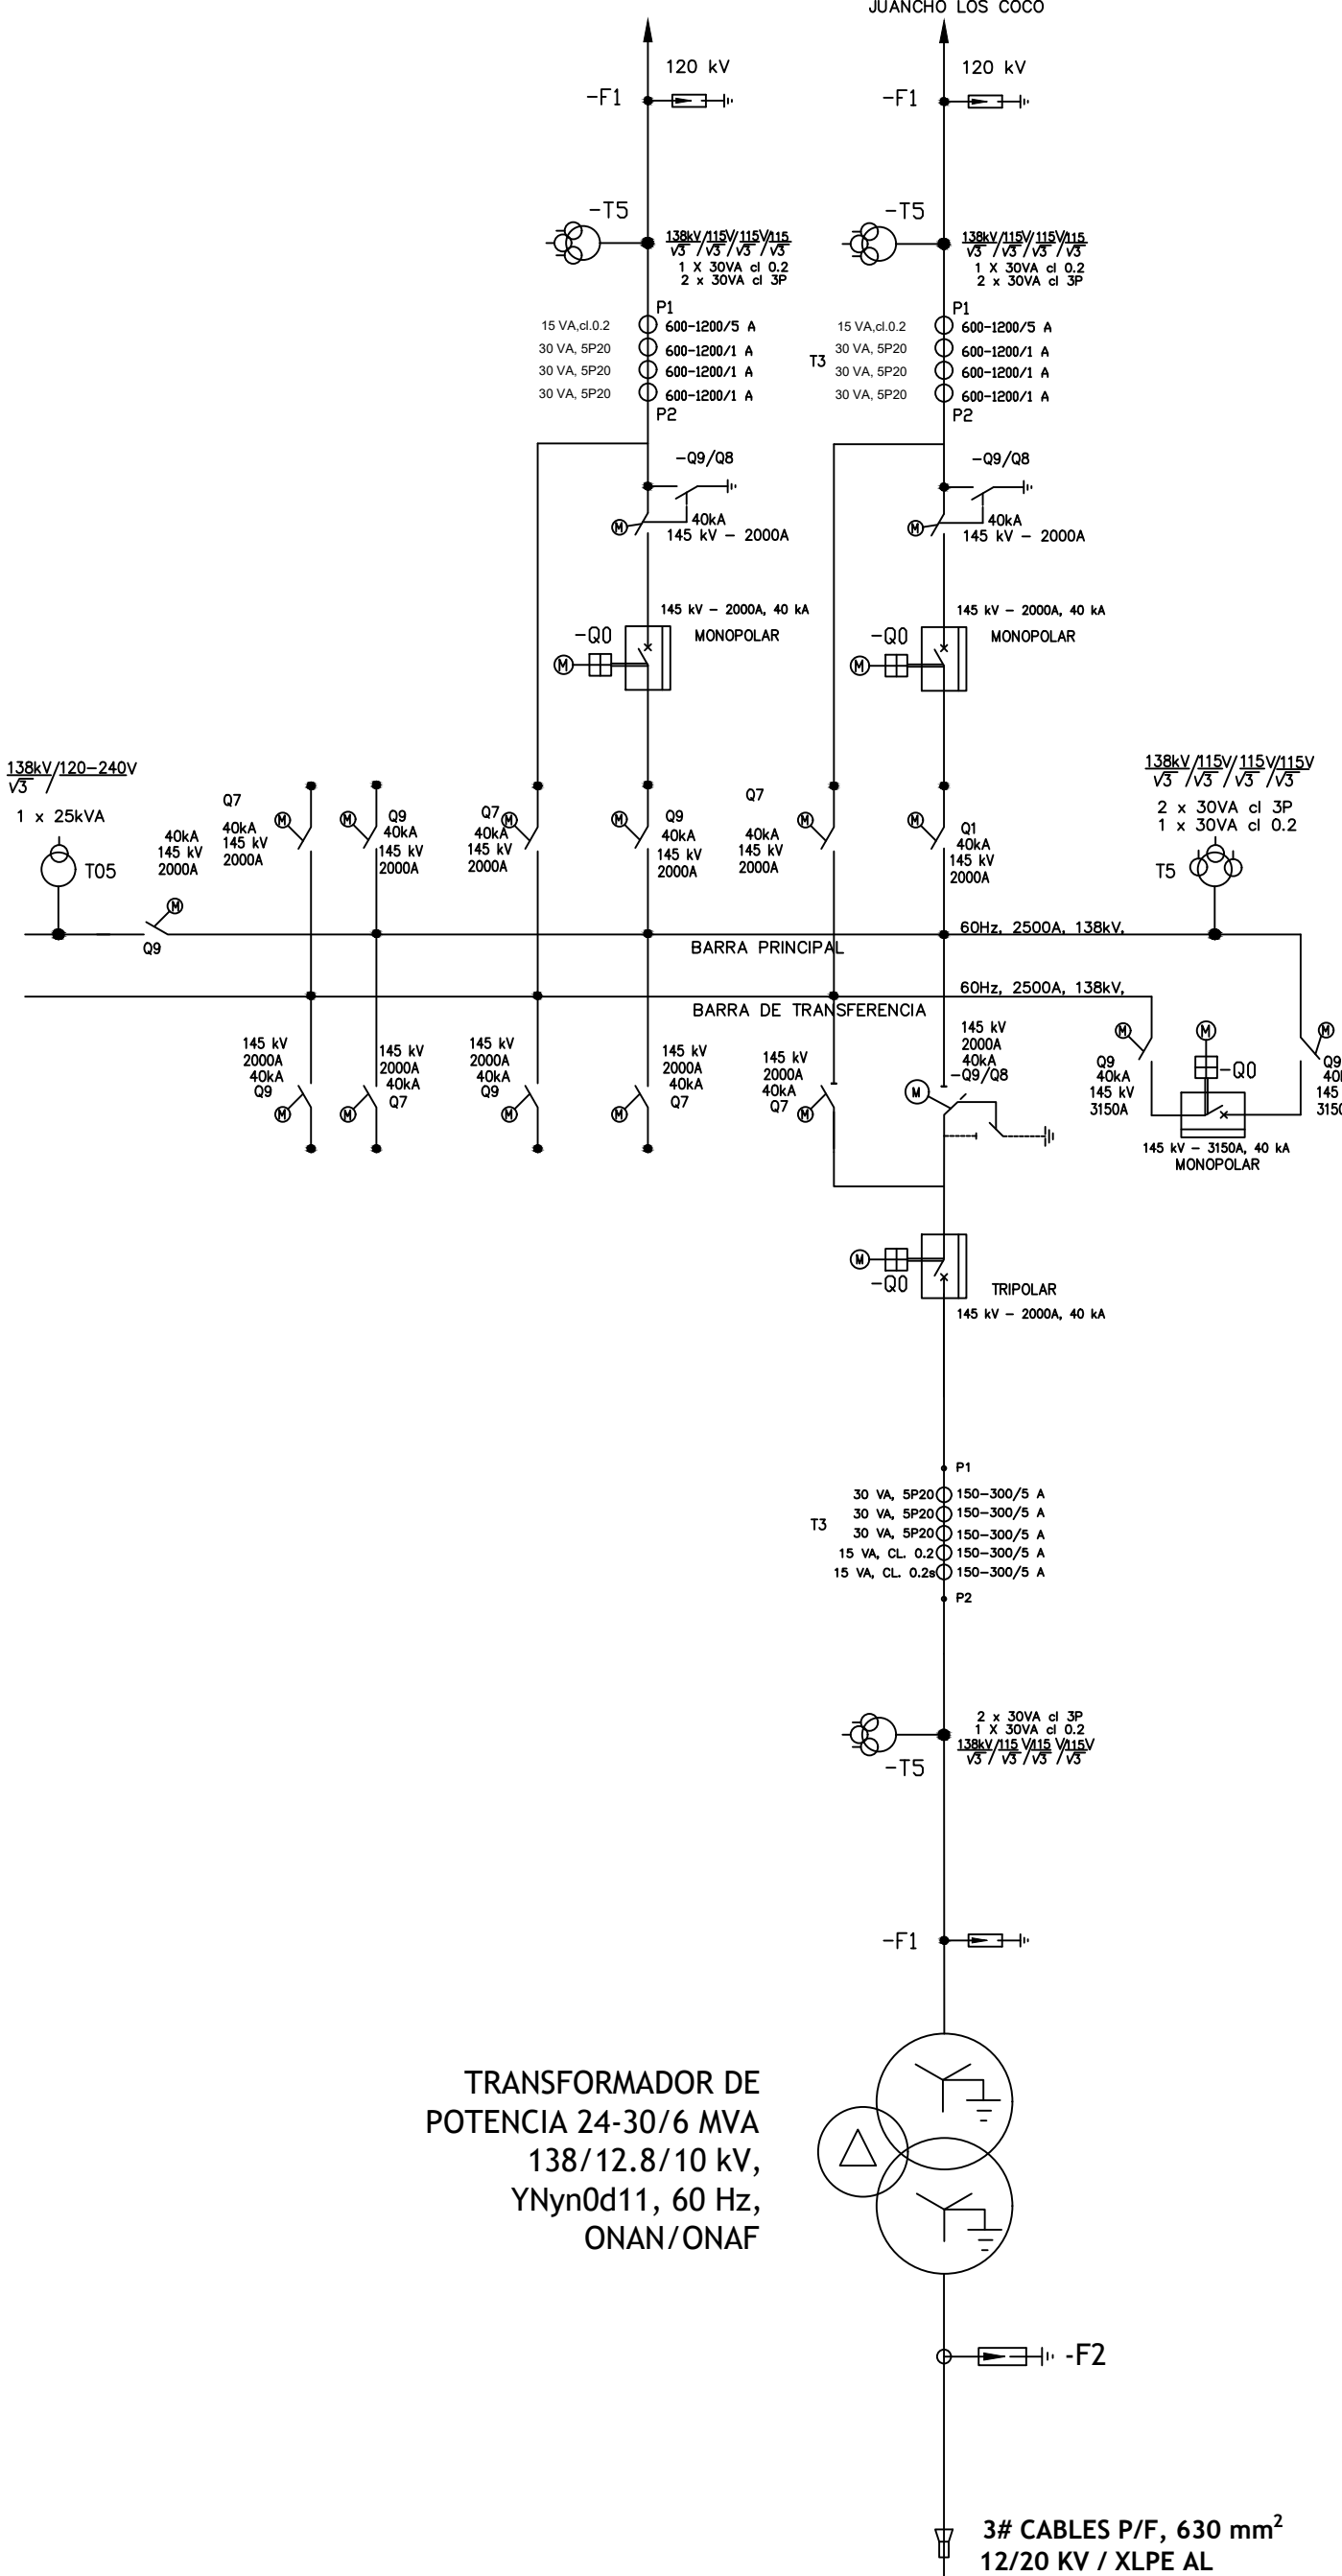 JUANCHO LOS COCO
120 kV
-F1
120 kV
-F1
-T5
138kV/115V/115V/115
√3 /√3 /√3 /√3
1 X 30VA cl 0.2
2 x 30VA cl 3P
-T5
138kV/115V/115V/115
√3 /√3 /√3 /√3
1 X 30VA cl 0.2
2 x 30VA cl 3P
P1
15 VA,cl.0.2 600-1200/5 A
30 VA, 5P20 600-1200/1 A
30 VA, 5P20 600-1200/1 A
30 VA, 5P20 600-1200/1 A
P2
P1
15 VA,cl.0.2 600-1200/5 A
T3 30 VA, 5P20 600-1200/1 A
30 VA, 5P20 600-1200/1 A
30 VA, 5P20 600-1200/1 A
P2
-Q9/Q8
M 40kA
145 kV - 2000A
-Q9/Q8
M 40kA
145 kV - 2000A
145 kV - 2000A, 40 kA
-Q0 MONOPOLAR
M
145 kV - 2000A, 40 kA
-Q0 MONOPOLAR
M
138kV/120-240V
√3
1 x 25kVA
T05
40kA
145 kV
2000A
M
Q9
Q7
M
40kA
145 kV
2000A
M
Q9
40kA
145 kV
2000A
Q7
M
40kA
145 kV
2000A
M
Q9
40kA
145 kV
2000A
Q7
M
40kA
145 kV
2000A
M
Q1
40kA
145 kV
2000A
138kV/115V/115V/115V
√3 /√3 /√3 /√3
2 x 30VA cl 3P
1 x 30VA cl 0.2
T5
60Hz, 2500A, 138kV,
BARRA PRINCIPAL
60Hz, 2500A, 138kV,
BARRA DE TRANSFERENCIA
145 kV
2000A
40kA
Q9
M
145 kV
2000A
40kA
Q7
M
145 kV
2000A
40kA
Q9
M
145 kV
2000A
40kA
Q7
M
145 kV
2000A
40kA
Q7
M
145 kV
2000A
40kA
-Q9/Q8
M
M
Q9
40kA
145 kV
3150A
M
-Q0
M
Q9
145 kV - 3150A, 40 kA
MONOPOLAR
M
-Q0
TRIPOLAR
145 kV - 2000A, 40 kA
P1
30 VA, 5P20 150-300/5 A
30 VA, 5P20 150-300/5 A
T3 30 VA, 5P20 150-300/5 A
15 VA, CL. 0.2 150-300/5 A
15 VA, CL. 0.2s 150-300/5 A
P2
2 x 30VA cl 3P
1 X 30VA cl 0.2
138kV/115 V/115 V/115V
√3 /√3 /√3 /√3
-T5
-F1
TRANSFORMADOR DE
POTENCIA 24-30/6 MVA
138/12.8/10 kV,
YNyn0d11, 60 Hz,
ONAN/ONAF
-F2
3# CABLES P/F, 630 mm²
12/20 KV / XLPE AL